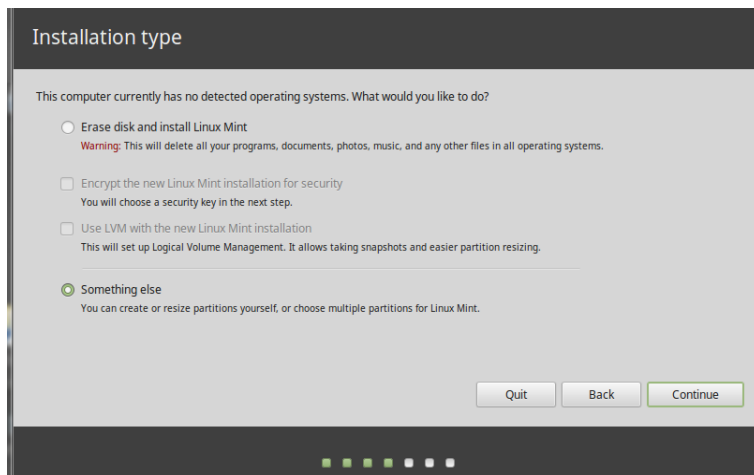 Installation type
This computer currently has no detected operating systems. What would you like to do?
Erase disk and install Linux Mint
Warning: This will delete all your programs, documents, photos, music, and any other files in all operating systems.
Encrypt the new Linux Mint installation for security
You will choose a security key in the next step.
Use LVM with the new Linux Mint installation
This will set up Logical Volume Management. It allows taking snapshots and easier partition resizing.
Something else
You can create or resize partitions yourself, or choose multiple partitions for Linux Mint.
Quit Back Continue